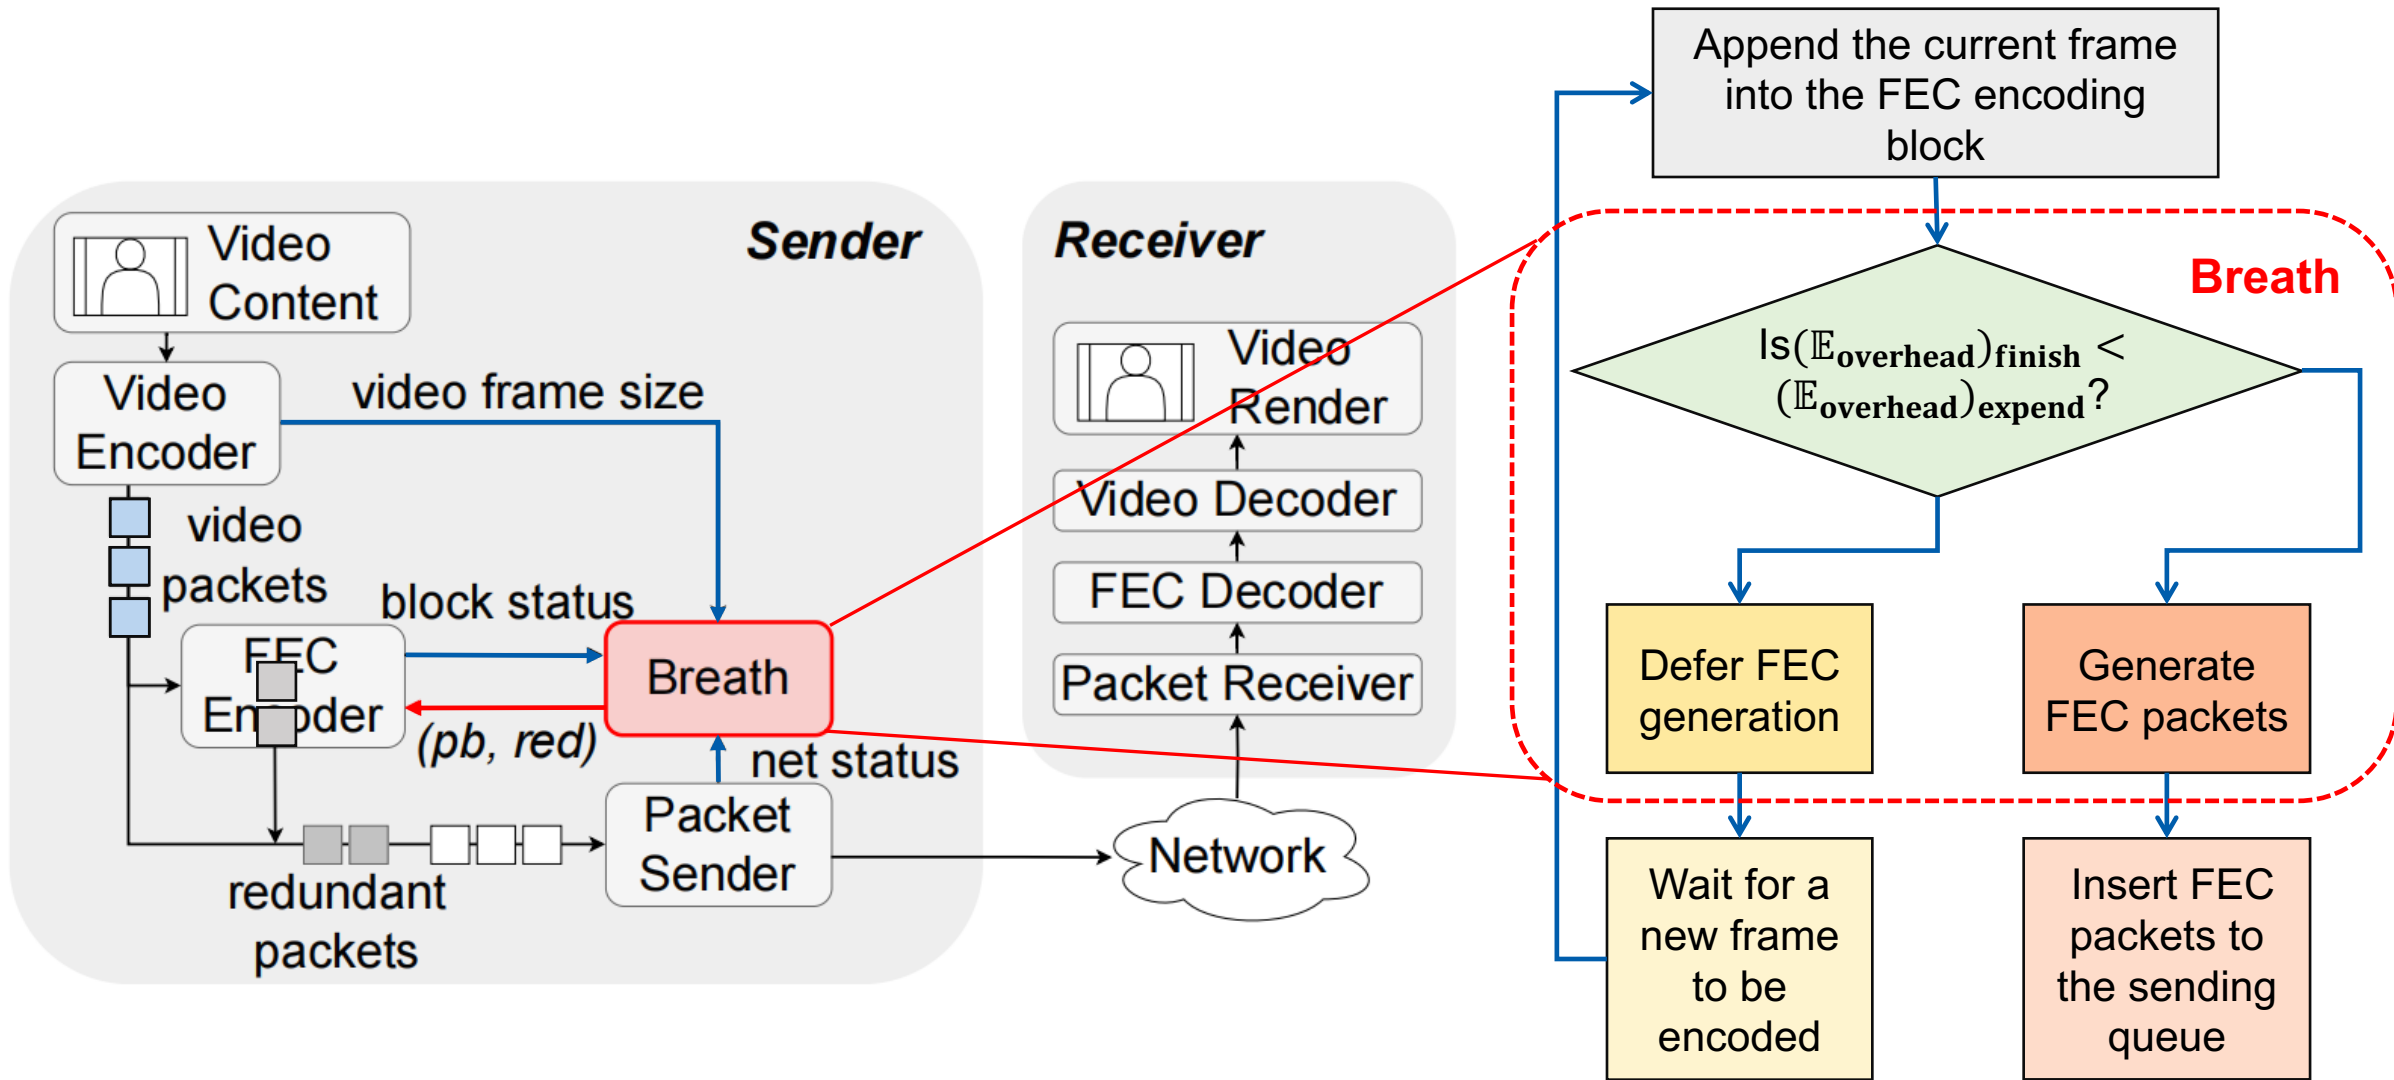 Sender
Video
Content
Video
Encoder
video frame size
video
packets
block status
FEC
Encoder
Breath
(pb, red)
net status
Packet
Sender
redundant
packets
Receiver
Video
Render
Video Decoder
FEC Decoder
Packet Receiver
Network
Append the current frame
into the FEC encoding
block
Breath
Is(𝔼overhead)finish <
(𝔼overhead)expend?
Defer FEC
generation
Generate
FEC packets
Wait for a
new frame
to be
encoded
Insert FEC
packets to
the sending
queue